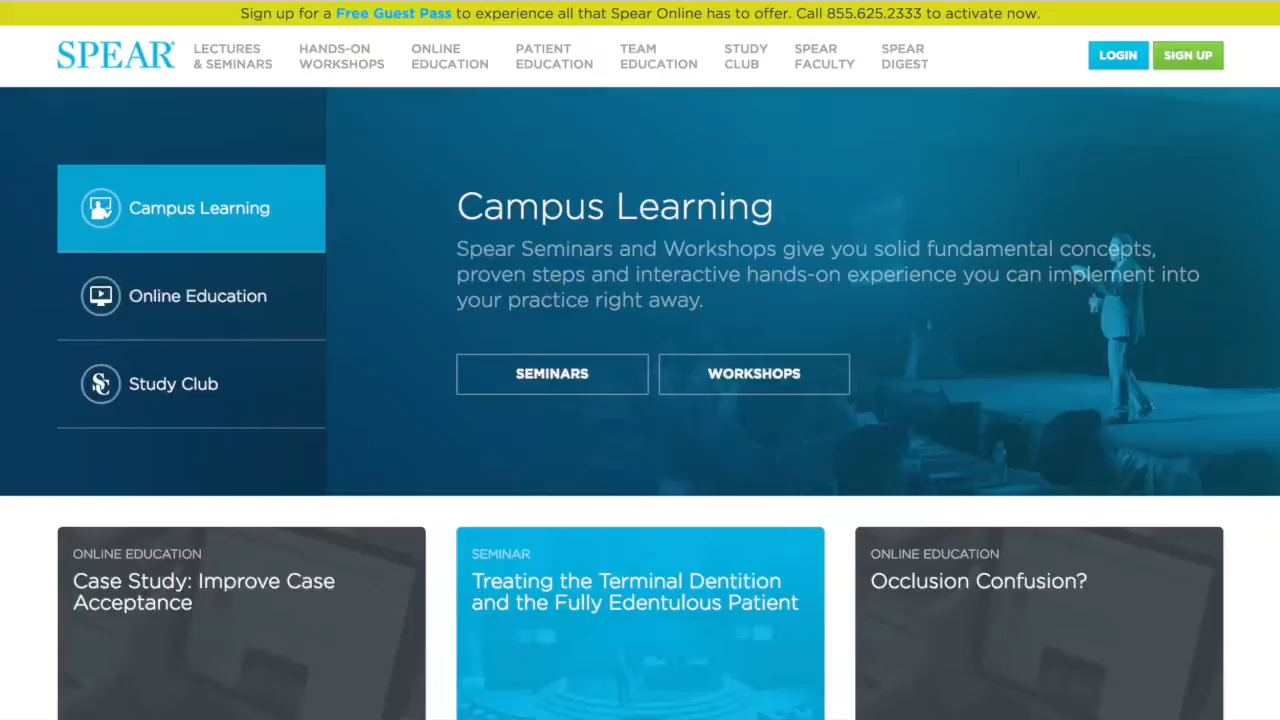 Sign up for a Free Guest Pass to experience all that Spear Online has to offer. Call 855.625.2333 to activate now.
SPEAR
LECTURES
& SEMINARS
HANDS-ON
WORKSHOPS
ONLINE
EDUCATION
PATIENT
EDUCATION
TEAM
EDUCATION
STUDY
CLUB
SPEAR
FACULTY
SPEAR
DIGEST
LOGIN
SIGN UP
Campus Learning
Online Education
SC
Study Club
Campus Learning
Spear Seminars and Workshops give you solid fundamental concepts,
proven steps and interactive hands-on experience you can implement into
your practice right away.
SEMINARS
WORKSHOPS
ONLINE EDUCATION
Case Study: Improve Case
Acceptance
SEMINAR
Treating the Terminal Dentition
and the Fully Edentulous Patient
ONLINE EDUCATION
Occlusion Confusion?